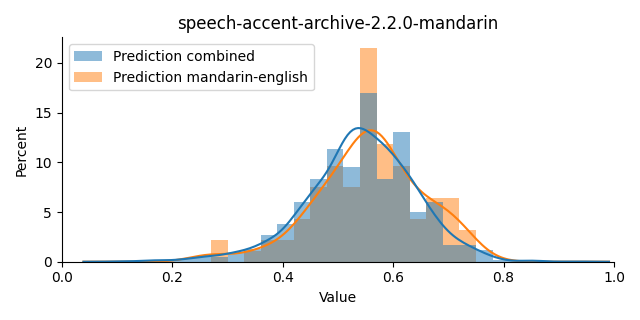 speech-accent-archive-2.2.0-mandarin
Prediction combined
Prediction mandarin-english
Percent
20
15
10
5
0
0.0 0.2 0.4 0.6 0.8 1.0
Value